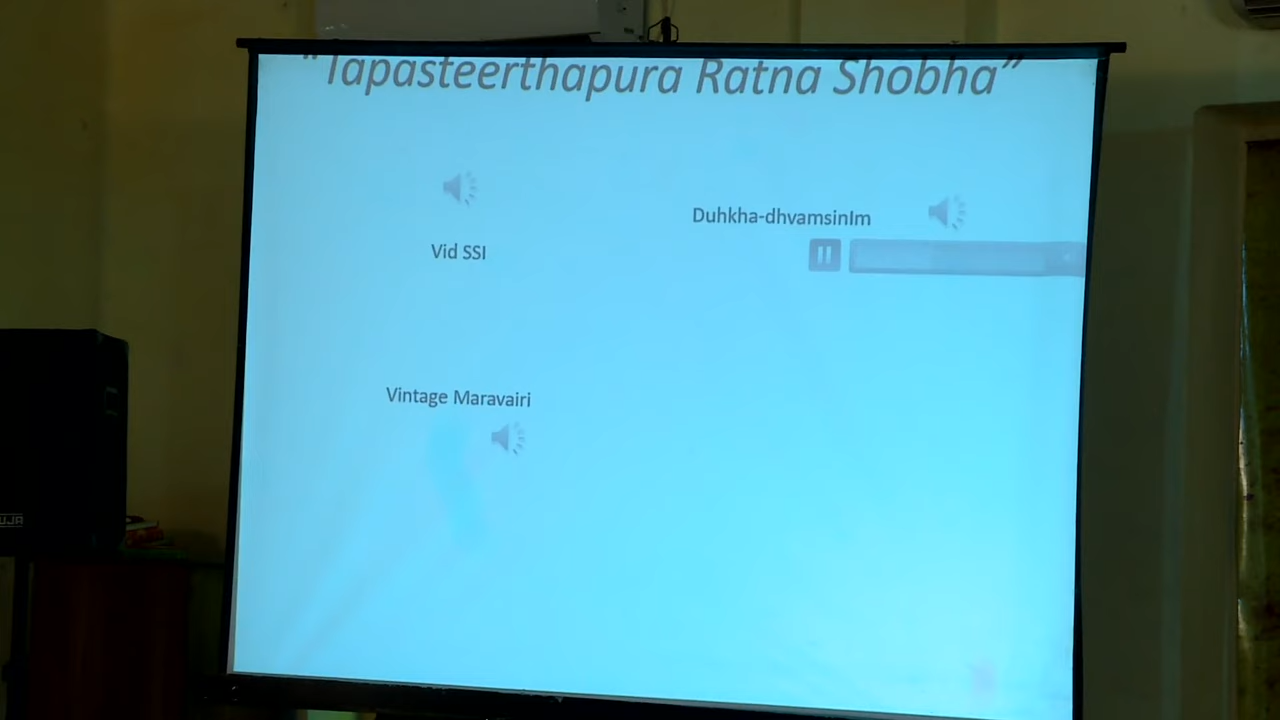 “Tapasteerthapura Ratna Shobha”
Duhkha-dhvamsinIm
Vid SSI
Vintage Maravairi